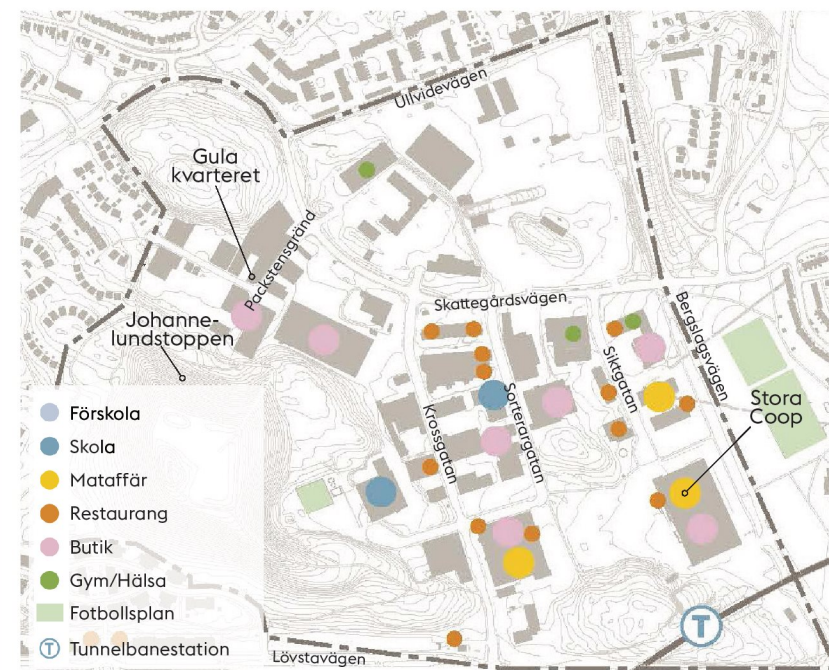 Ullvidevägen
Gula
kvarteret
Packstensgränd
Skattegårdsvägen
Johanne-
lundstoppen
Bergslagsvägen
Siktgatan
Sorterargatan
Krossgatan
Stora
Coop
Förskola
Skola
Mataffär
Restaurang
Butik
Gym/Hälsa
Fotbollsplan
T Tunnelbanestation
T
Lövstavägen